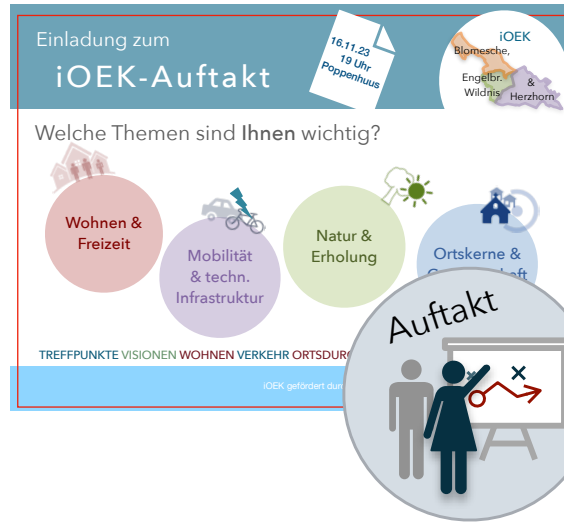 Einladung zum
iOEK-Auftakt
16.11.23
19 Uhr
Poppenhuus
iOEK
Blomesche,
Engelbr.
Wildnis
&
Herzhorn
Welche Themen sind Ihnen wichtig?
Wohnen &
Freizeit
Mobilität
& techn.
Infrastruktur
Natur &
Erholung
Ortskerne &
Auftakt
TREFFPUNKTE VISIONEN WOHNEN VERKEHR
iOEK gefördert